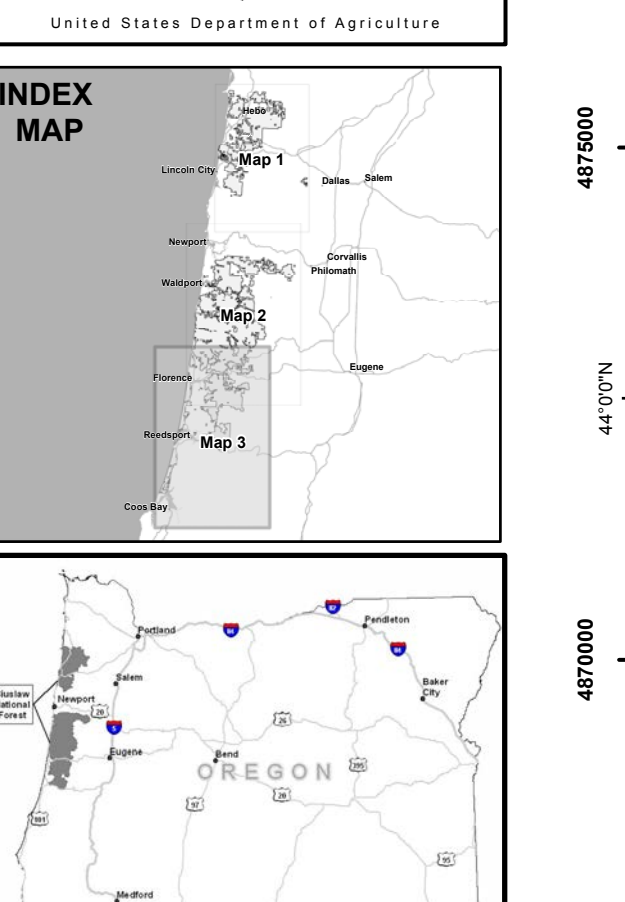 United States Department of Agriculture
INDEX
MAP
Hebo
Map 1
Lincoln City
Dallas
Salem
Newport
Corvallis
Philomath
Waldport
Map 2
Eugene
Florence
Reedsport
Map 3
Coos Bay
4875000
44°0'0"N
4870000
Portland
84
82
Pendleton
84
Salem
Baker
City
Newport
20
National
Forest
5
26
Eugene
Bend
OREGON
395
97
20
101
95
Medford